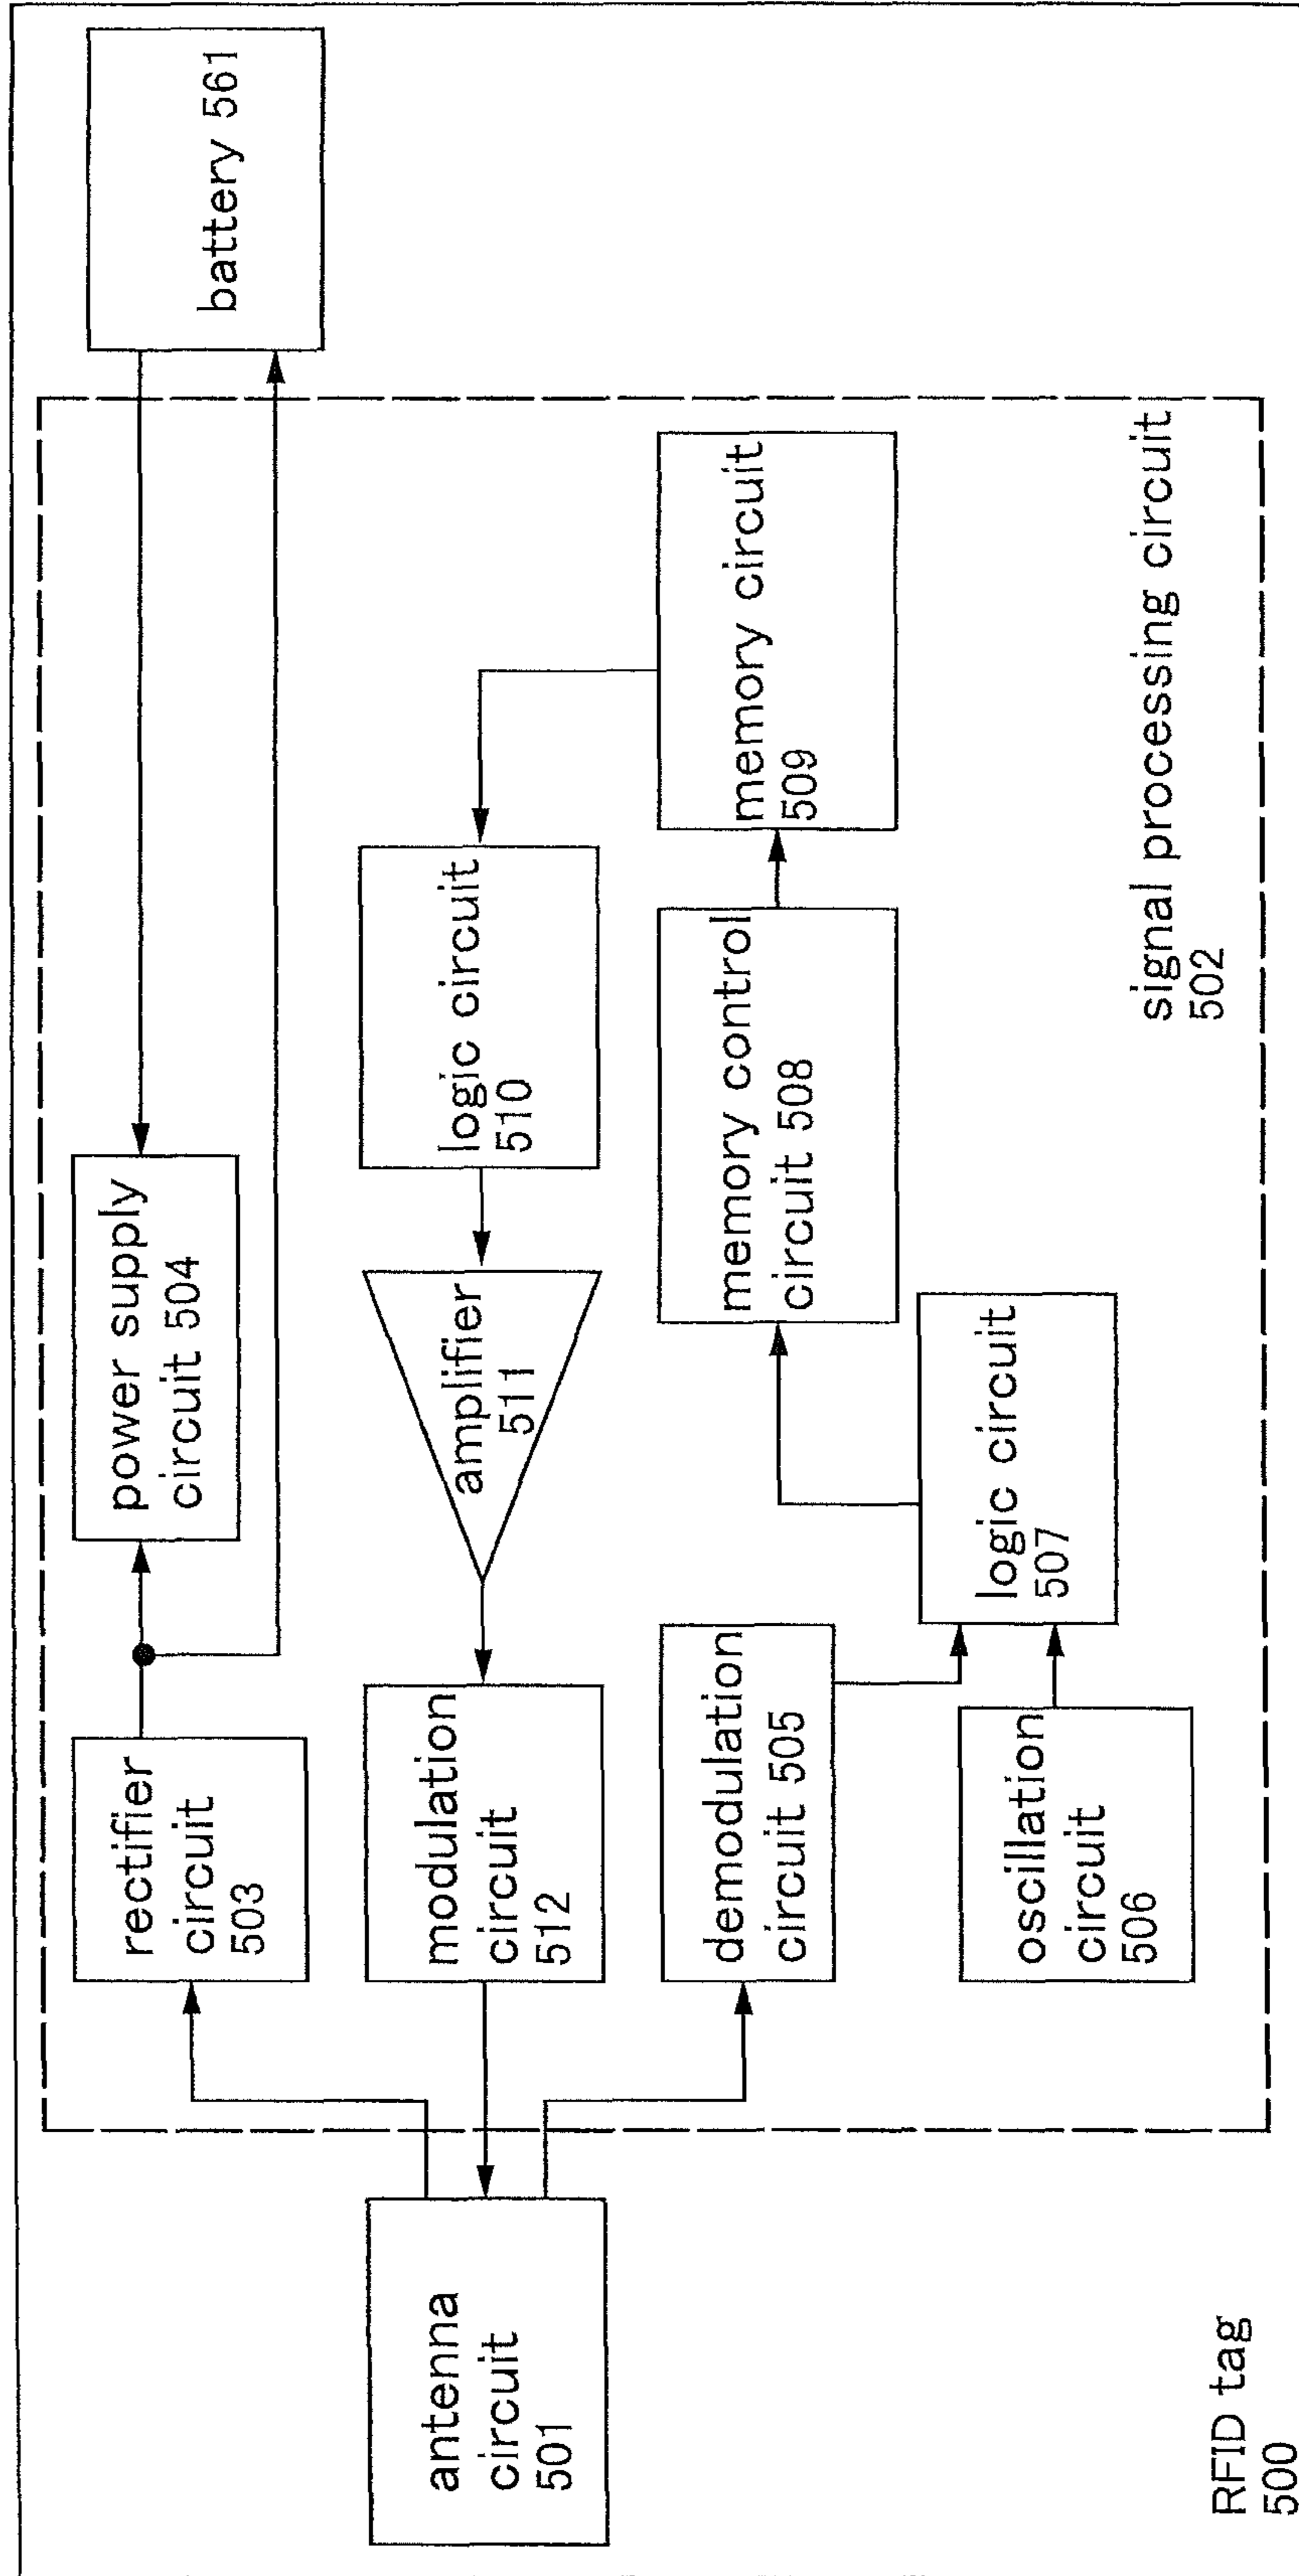 battery 561
power supply
circuit 504
rectifier
circuit
503
logic circuit
510
amplifier
511
modulation
circuit
512
antenna
circuit
501
memory circuit
509
memory control
circuit 508
demodulation
circuit 505
logic circuit
507
oscillation
circuit
506
signal processing circuit
502
RFID tag
500